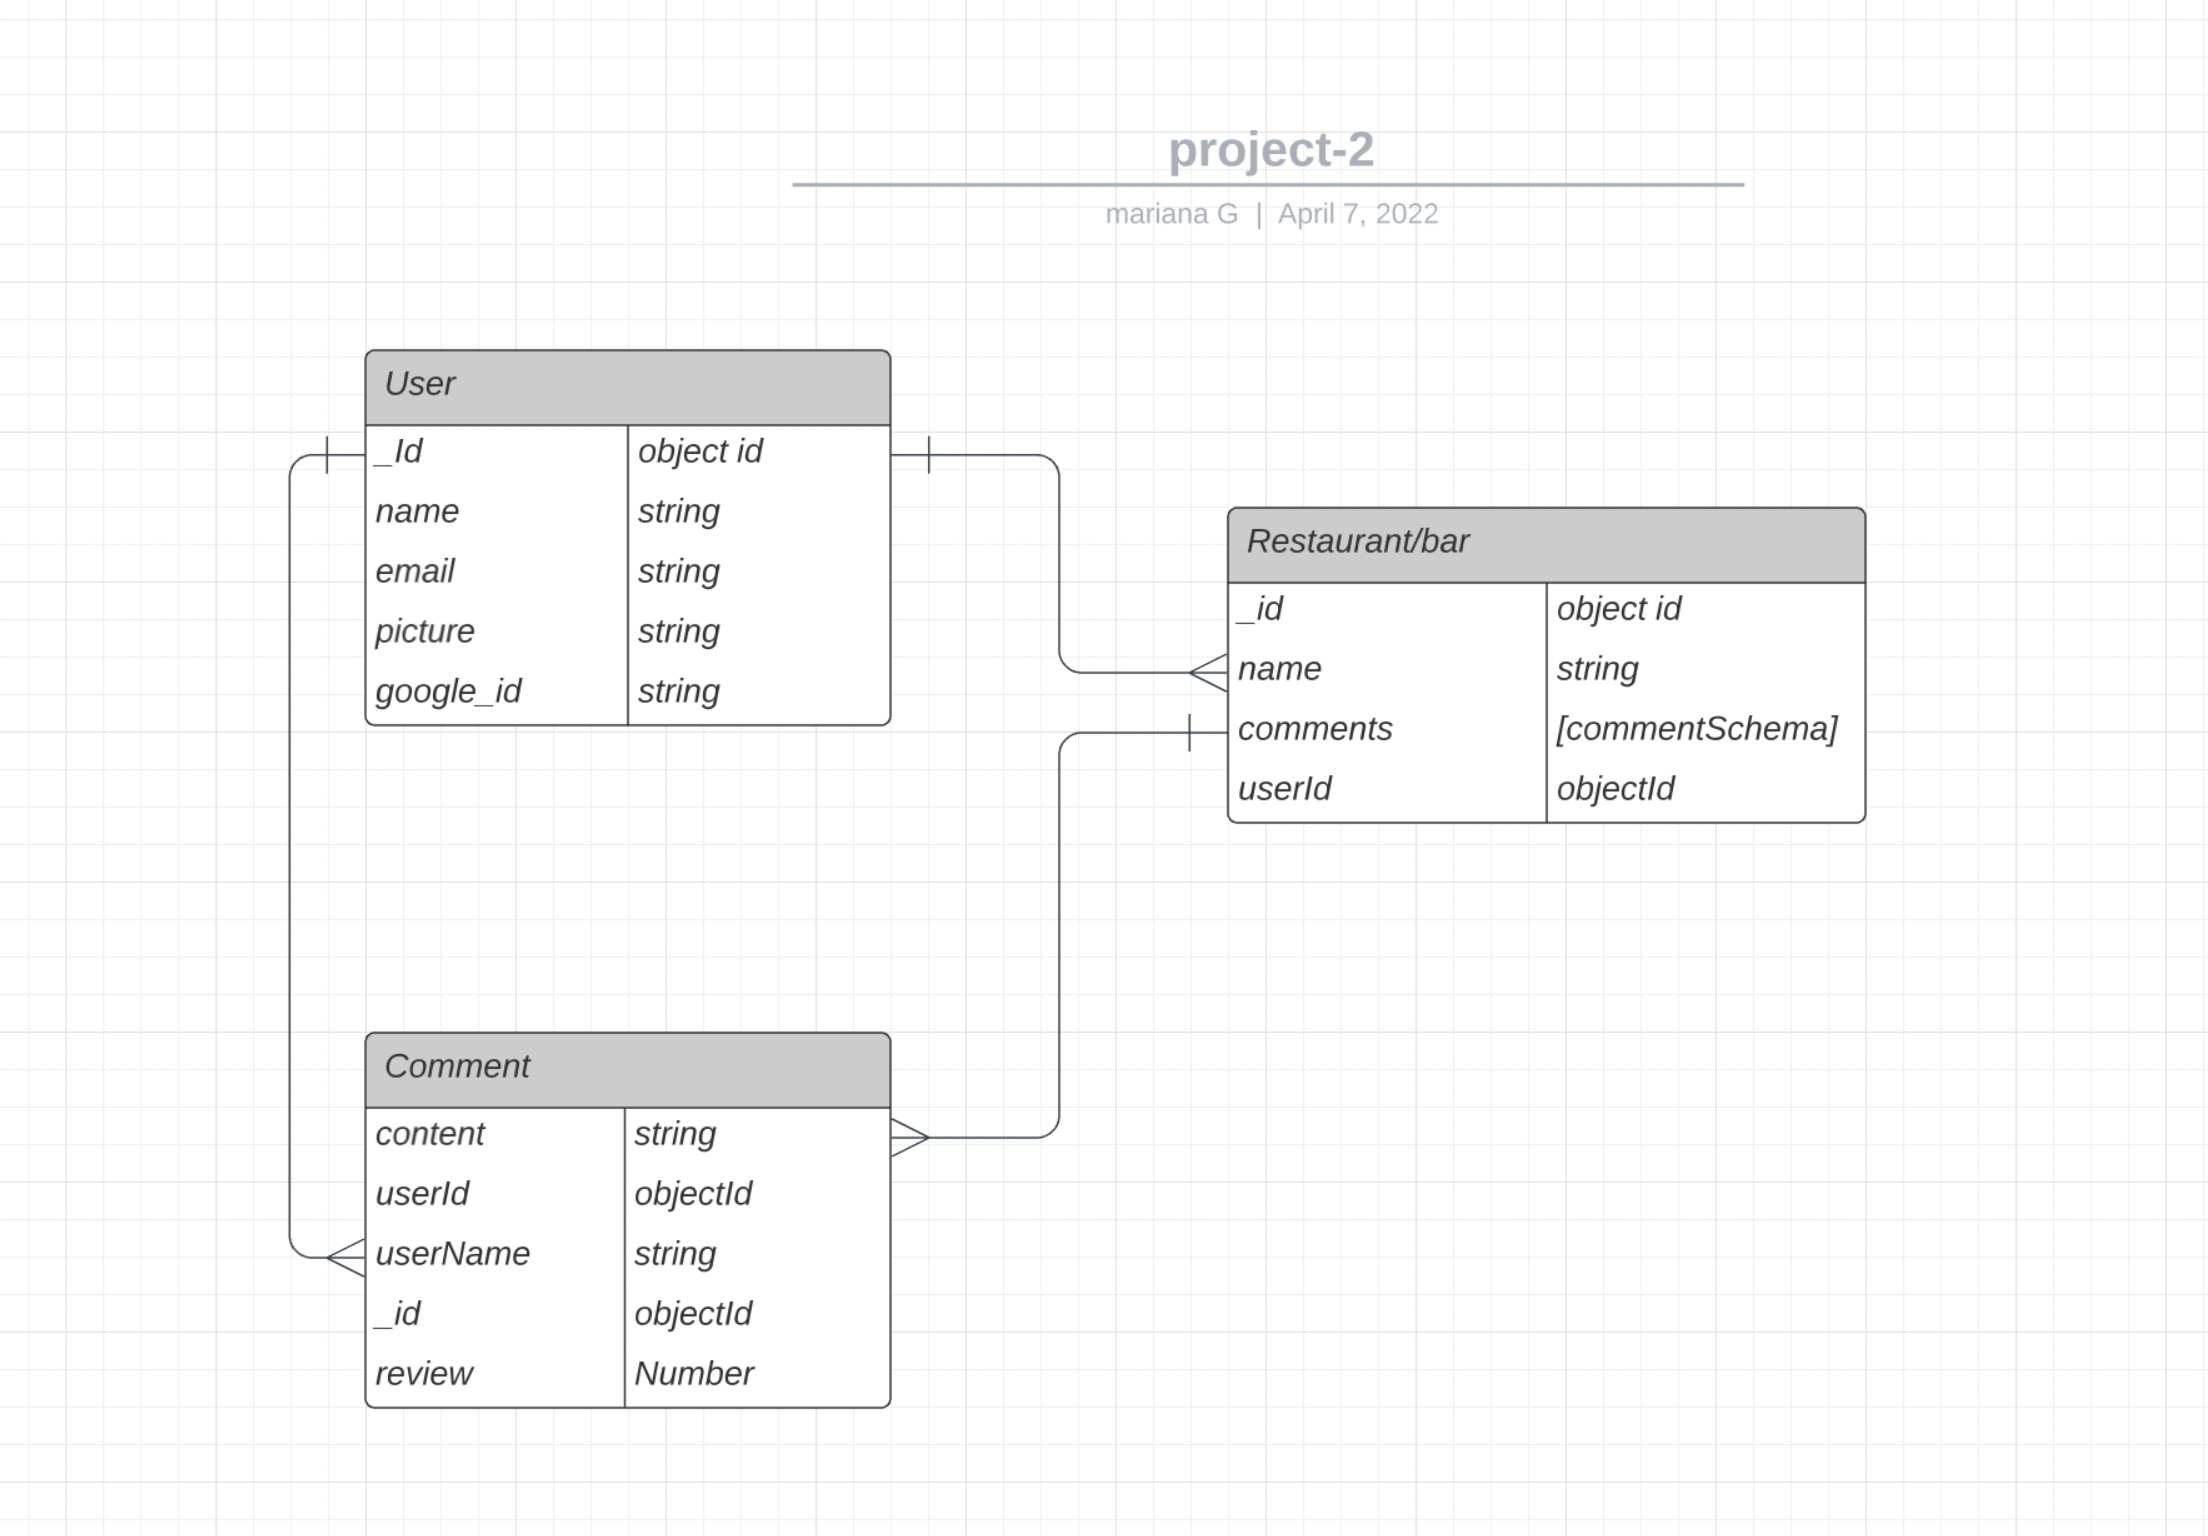 project-2
mariana G | April 7, 2022
User
_Id object id
name string
email string
picture string
google_id string
Restaurant/bar
_id object id
name string
comments [commentSchema]
userId objectId
Comment
content string
userId objectId
userName string
_id objectId
review Number